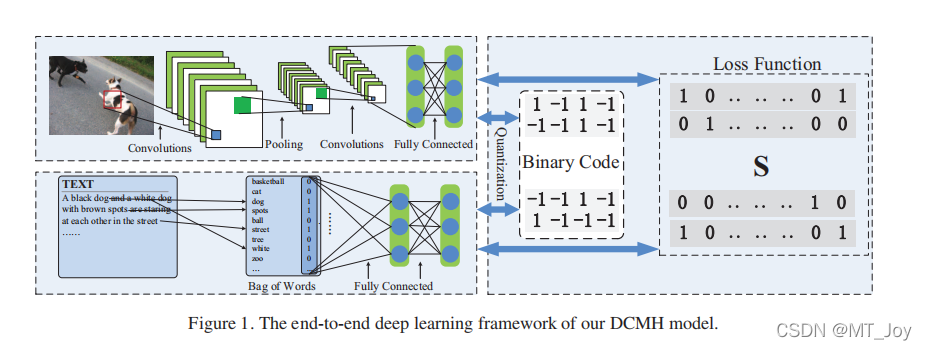 Convolutions
Pooling
Convolutions
Fully Connected
TEXT
A black dog and a white dog
with brown spots are staring
at each other in the street
......
basketball 0
cat 0
dog 1
spots 1
ball 0
street 1
tree 0
white 1
zoo 0
...
......
Bag of Words
Fully Connected
Quantization
1 -1 1 -1
-1 -1 1 -1
Binary Code
-1 -1 1 -1
1 -1 -1 -1
Loss Function
1 0 .. .. .. 0 1
0 1 .. .. .. 0 0
S
0 0 .. .. .. 1 0
1 0 .. .. .. 0 1
Figure 1. The end-to-end deep learning framework of our DCMH model.
CSDN @MT_Joy